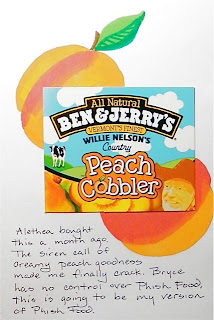 All Natural
BEN & JERRY'S
VERMONT'S FINEST
WILLIE NELSON'S
Country
Peach
Cobbler
Alethea bought
this a month ago.
The siren call of
creamy peach goodness
made me finally crack. Bryce
has no control over Phish Food,
this is going to be my version
of Phish Food.